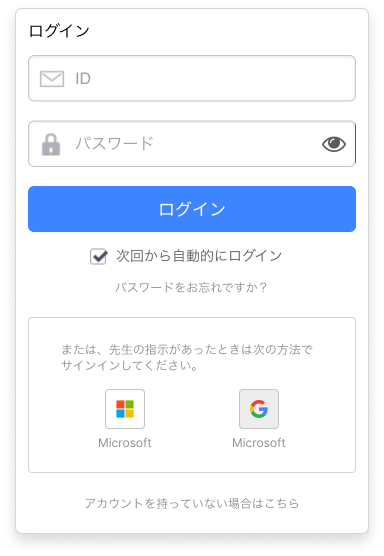 ログイン
ID
パスワード
ログイン
次回から自動的にログイン
パスワードをお忘れですか？
または、先生の指示があったときは次の方法で
サインインしてください。
Microsoft
Microsoft
アカウントを持っていない場合はこちら